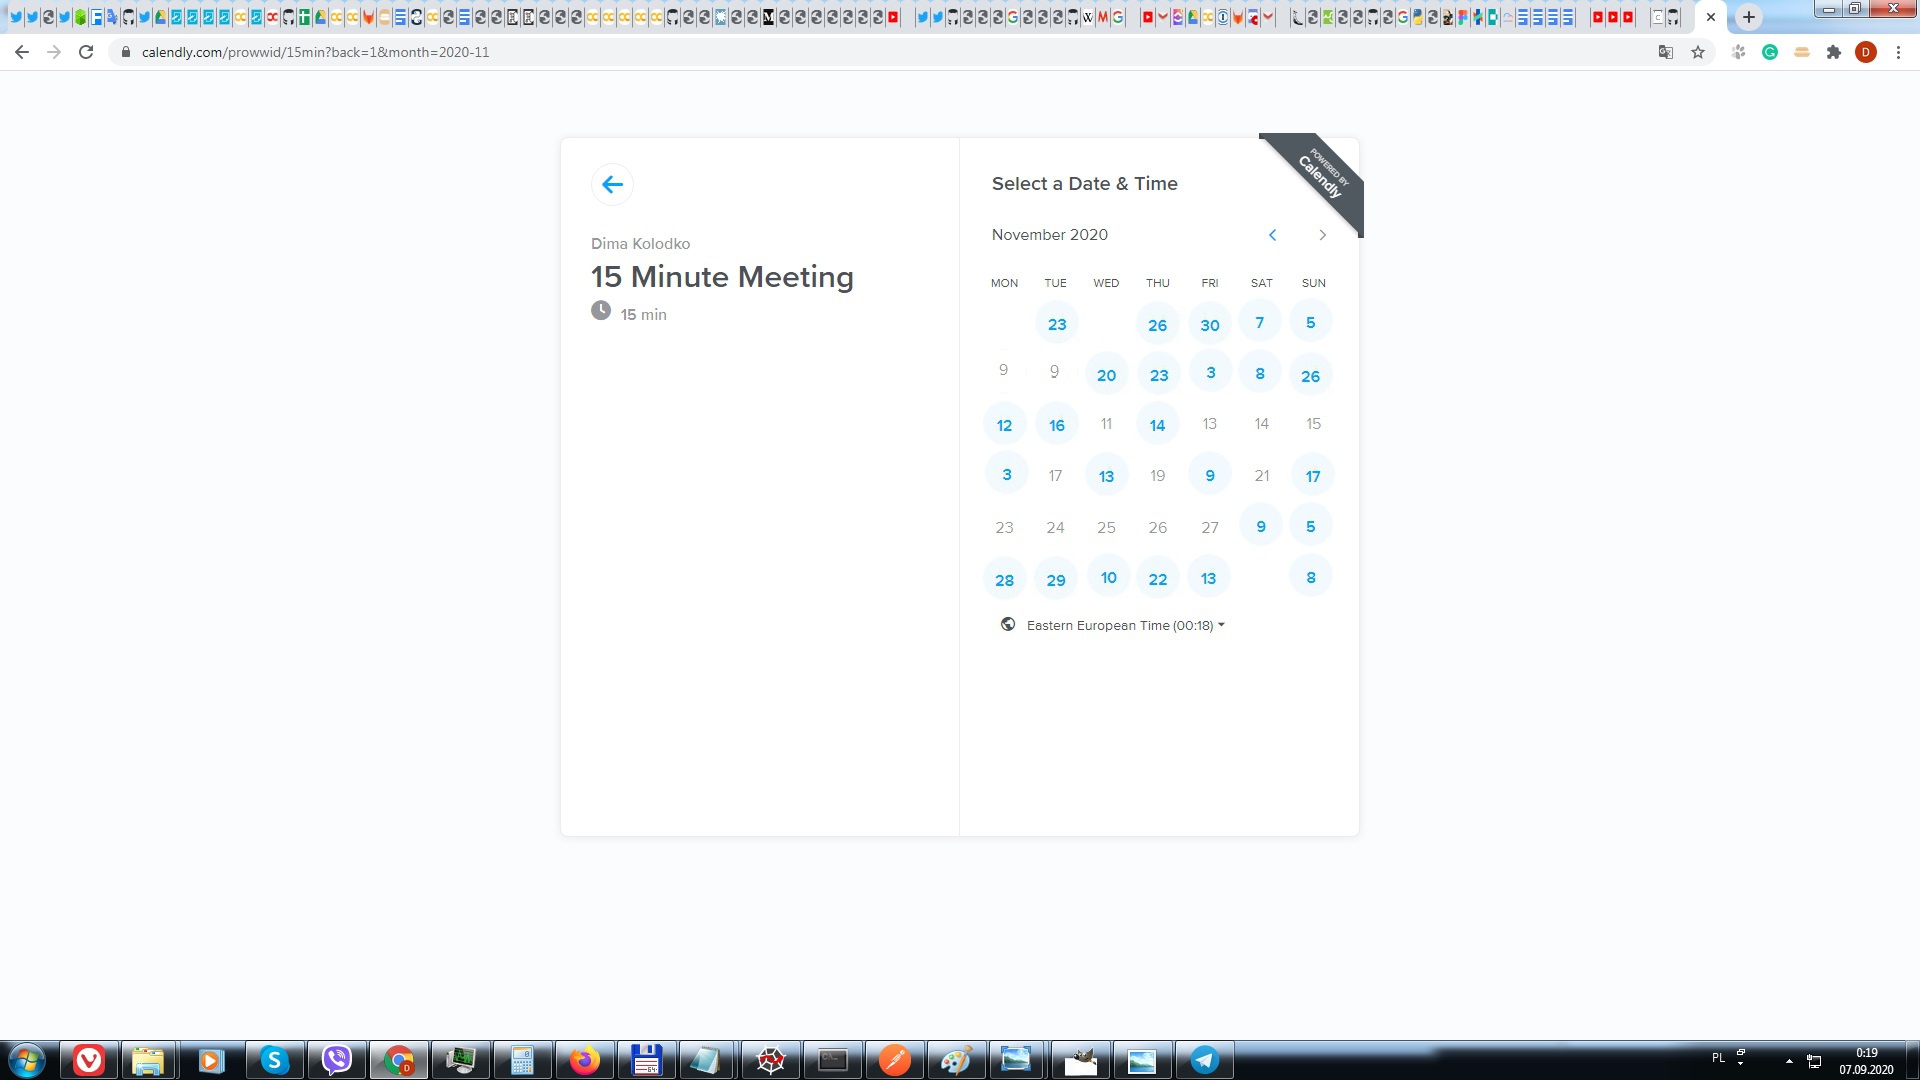 calendly.com/prowwid/15min?back=1&month=2020-11
D
POWERED BY
Calendly
Dima Kolodko
15 Minute Meeting
15 min
Select a Date & Time
November 2020
MON TUE WED THU FRI SAT SUN
23 26 30 7 5
9 9 20 23 3 8 26
12 16 11 14 13 14 15
3 17 13 19 9 21 17
23 24 25 26 27 9 5
28 29 10 22 13 8
Eastern European Time (00:18)
PL
0:19
07.09.2020